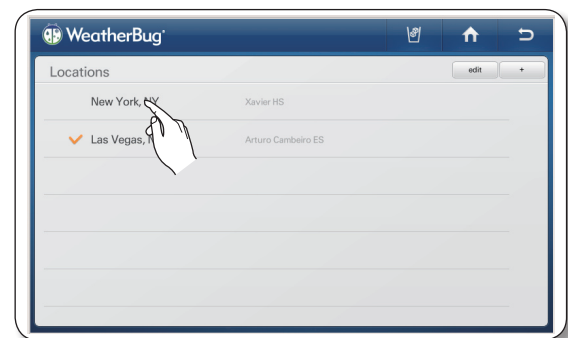 WeatherBug®
Locations edit +
New York, NY Xavier HS
Las Vegas, Arturo Cambeiro ES